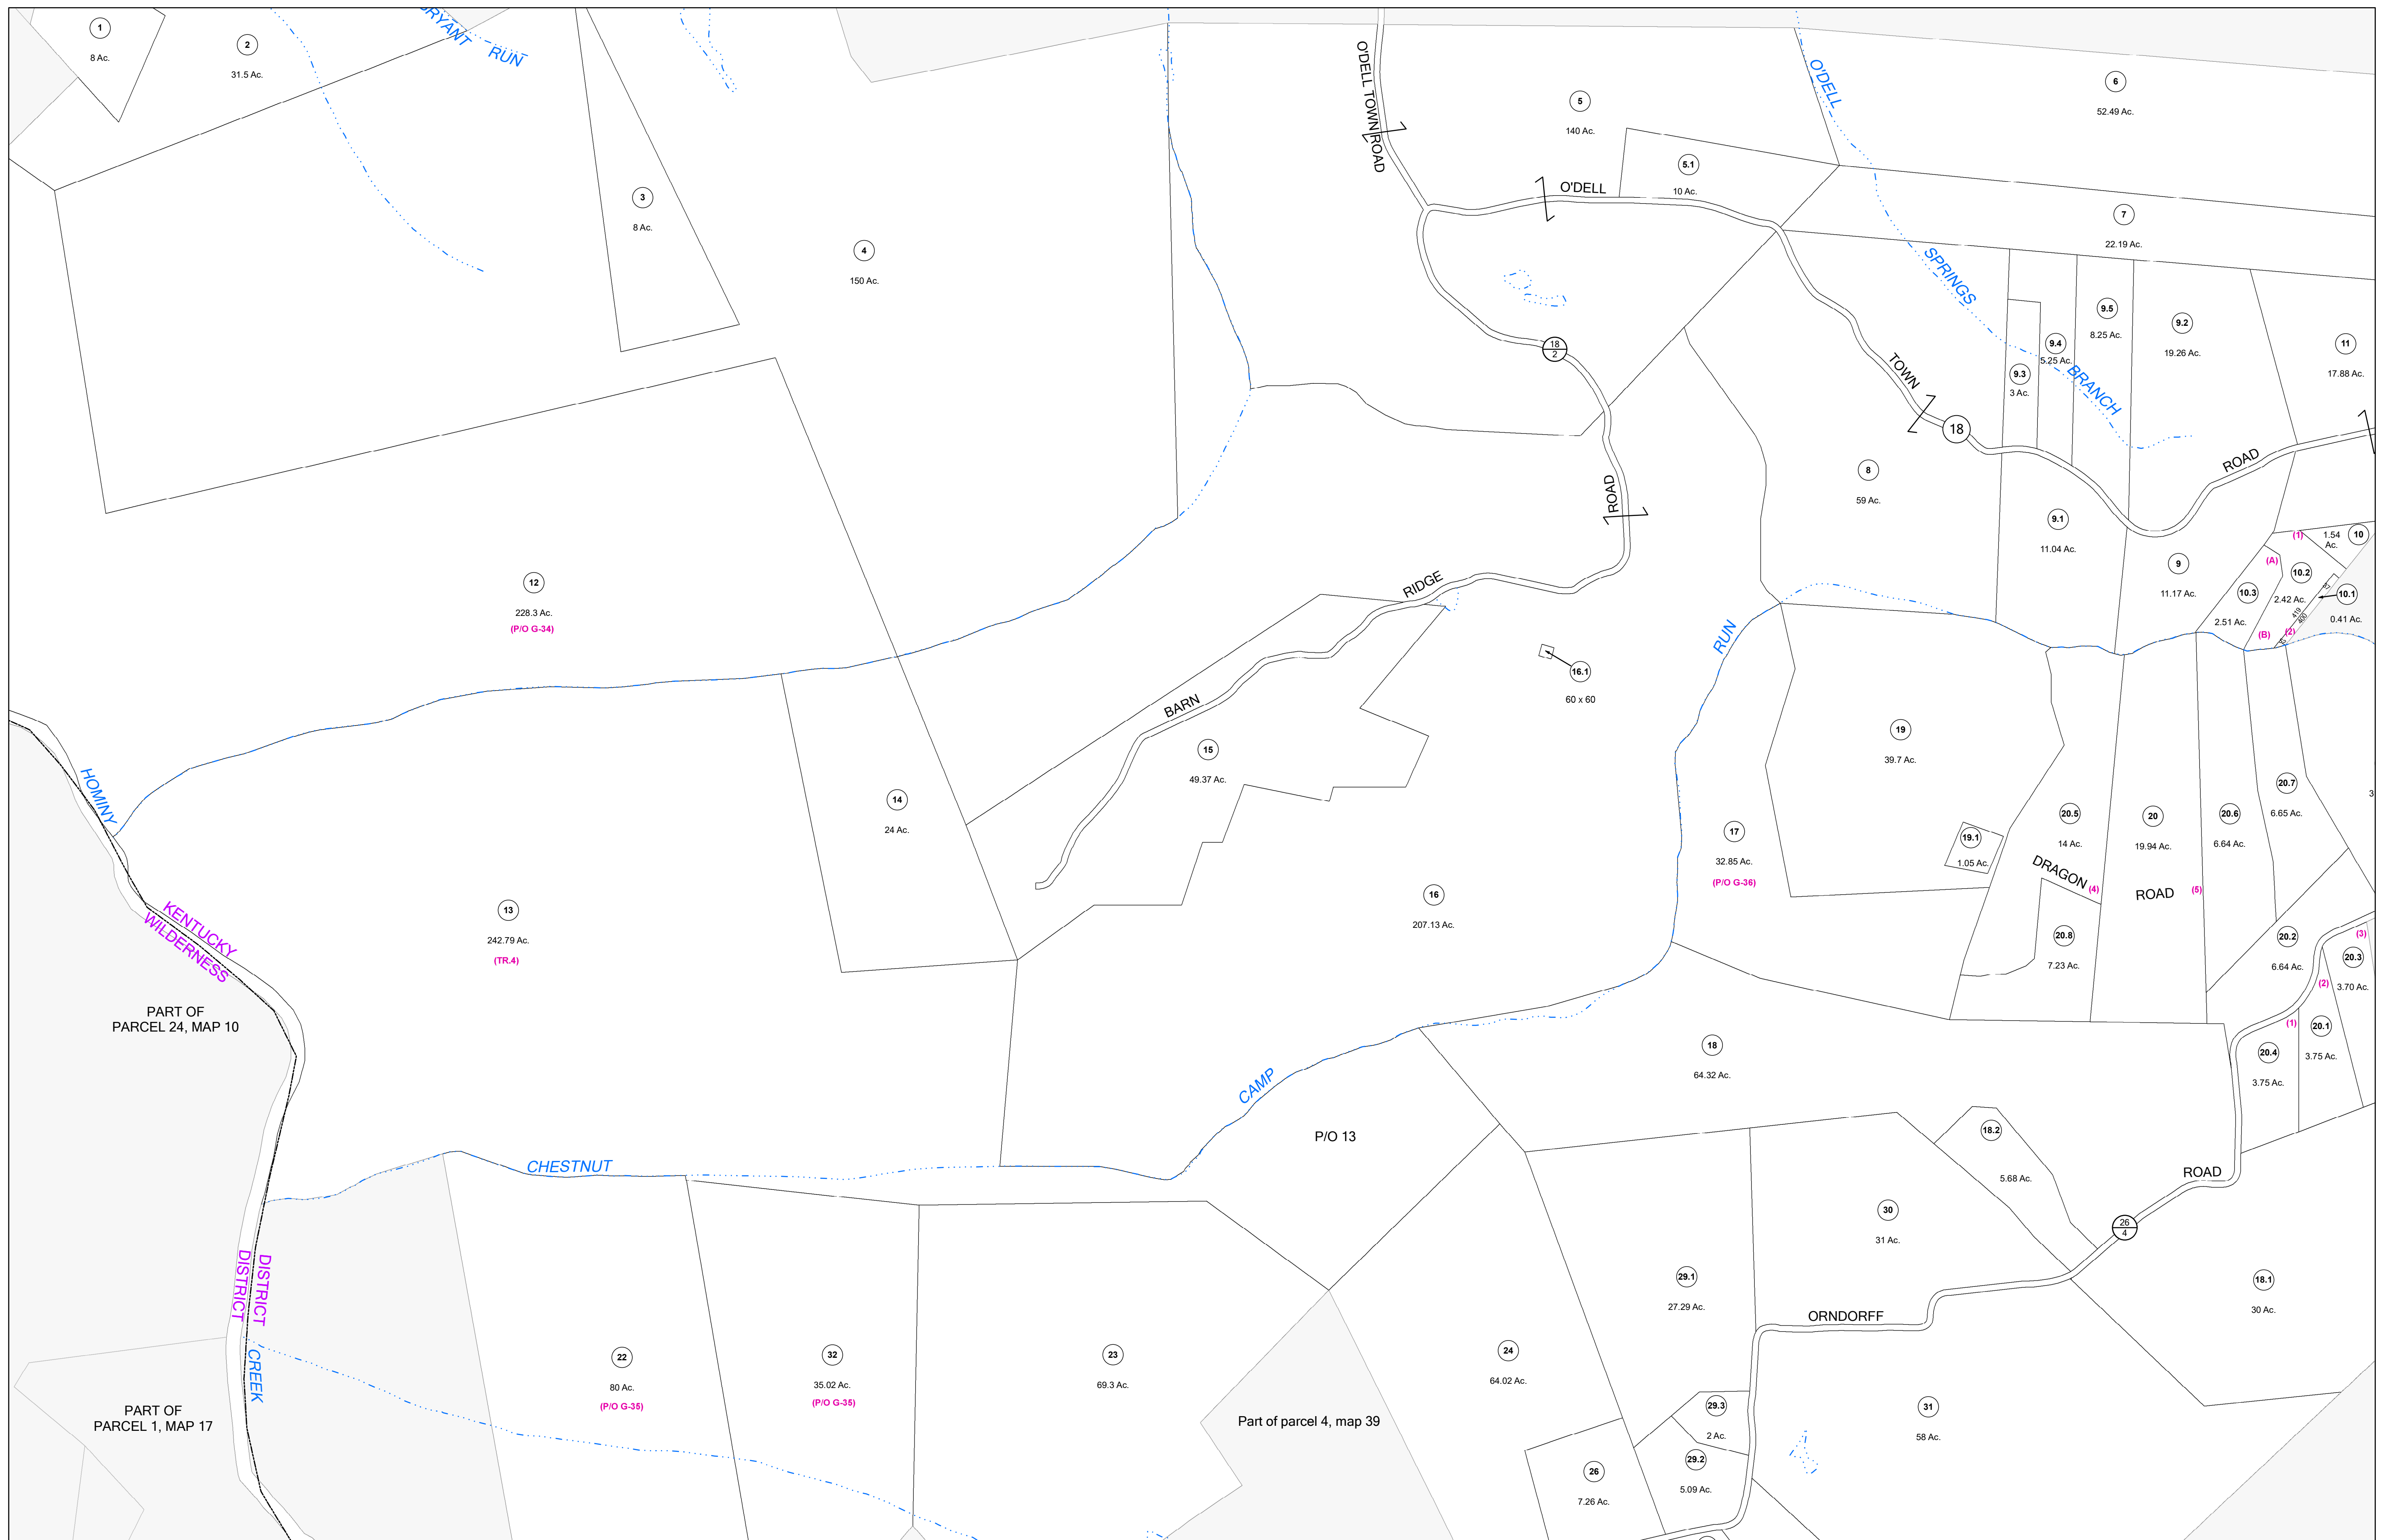 1
8 Ac.
2
31.5 Ac.
BRYANT RUN
3
8 Ac.
4
150 Ac.
O'DELL TOWN ROAD
5
140 Ac.
5.1
10 Ac.
O'DELL
O'DELL
6
52.49 Ac.
7
22.19 Ac.
SPRINGS
BRANCH
TOWN
18
ROAD
18
2
ROAD
8
59 Ac.
9.3
3 Ac.
9.4
5.25 Ac.
9.5
8.25 Ac.
9.2
19.26 Ac.
11
17.88 Ac.
9.1
11.04 Ac.
9
11.17 Ac.
(1)
1.54
Ac.
10
(A)
10.2
2.42 Ac.
10.3
2.51 Ac.
10.1
0.41 Ac.
419
400
(B)
(2)
12
228.3 Ac.
(P/O G-34)
RIDGE
BARN
16.1
60 x 60
RUN
15
49.37 Ac.
14
24 Ac.
HOMINY
19
39.7 Ac.
19.1
1.05 Ac.
17
32.85 Ac.
(P/O G-36)
20.5
14 Ac.
20
19.94 Ac.
20.6
6.64 Ac.
20.7
6.65 Ac.
3
DRAGON
(4)
ROAD
(5)
13
242.79 Ac.
(TR.4)
16
207.13 Ac.
KENTUCKY
WILDERNESS
20.8
7.23 Ac.
20.2
6.64 Ac.
(3)
20.3
3.70 Ac.
(2)
(1)
20.1
3.75 Ac.
20.4
3.75 Ac.
PART OF
PARCEL 24, MAP 10
18
64.32 Ac.
CAMP
P/O 13
CHESTNUT
18.2
5.68 Ac.
ROAD
26
4
30
31 Ac.
29.1
27.29 Ac.
18.1
30 Ac.
ORNDORFF
DISTRICT
DISTRICT
CREEK
22
80 Ac.
(P/O G-35)
32
35.02 Ac.
(P/O G-35)
23
69.3 Ac.
24
64.02 Ac.
PART OF
PARCEL 1, MAP 17
Part of parcel 4, map 39
29.3
2 Ac.
29.2
5.09 Ac.
26
7.26 Ac.
31
58 Ac.